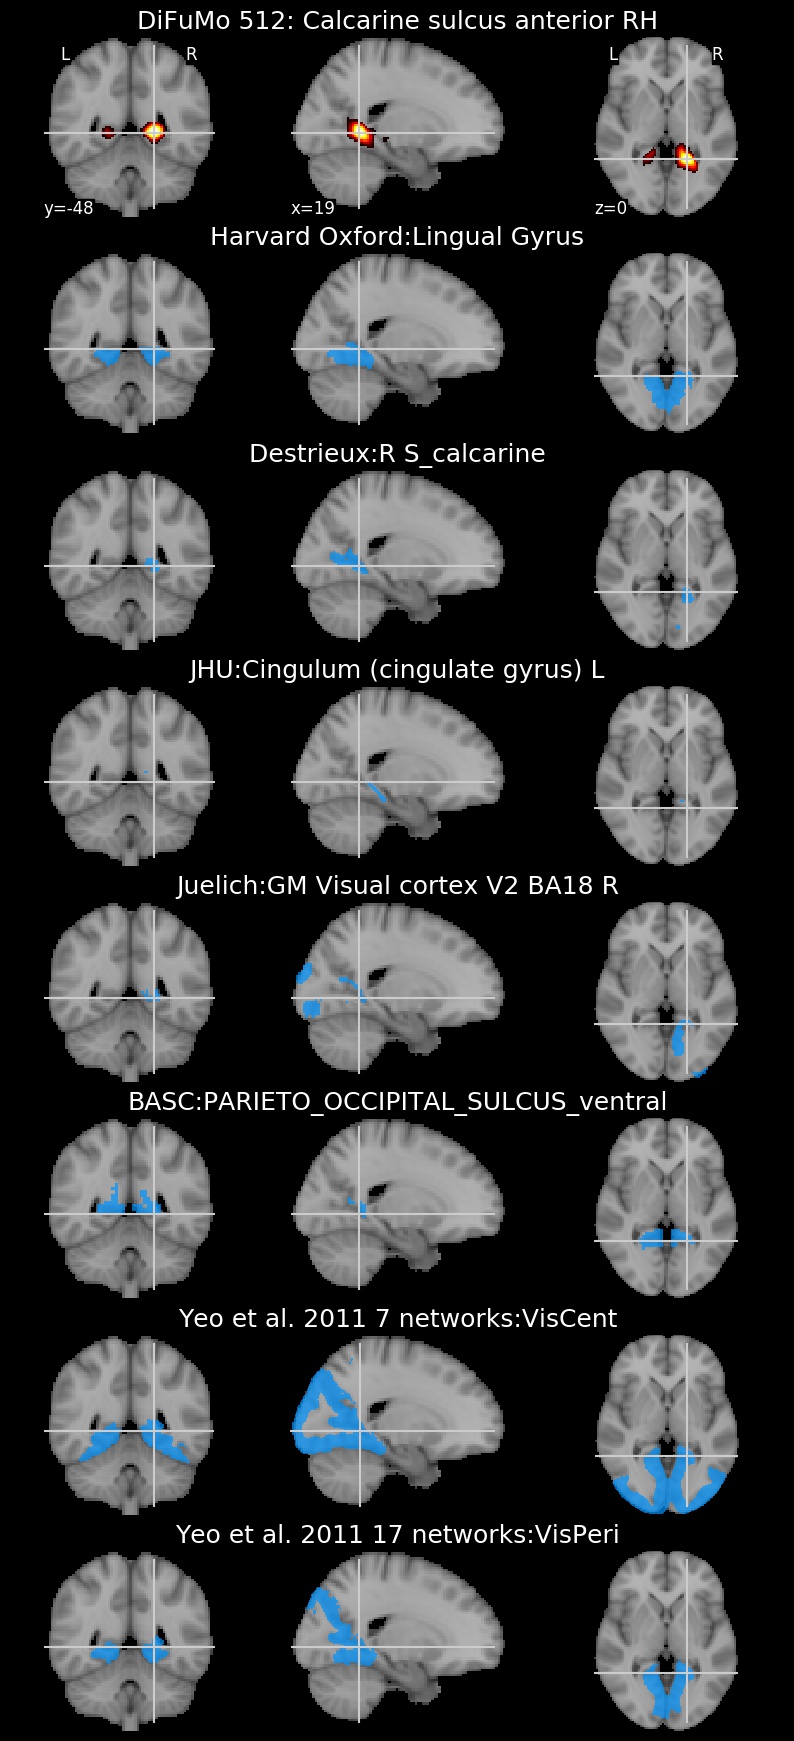 DiFuMo 512: Calcarine sulcus anterior RH
L R L R
y=-48 x=19 z=0
Harvard Oxford:Lingual Gyrus
Destrieux:R S_calcarine
JHU:Cingulum (cingulate gyrus) L
Juelich:GM Visual cortex V2 BA18 R
BASC:PARIETO_OCCIPITAL_SULCUS_ventral
Yeo et al. 2011 7 networks:VisCent
Yeo et al. 2011 17 networks:VisPeri